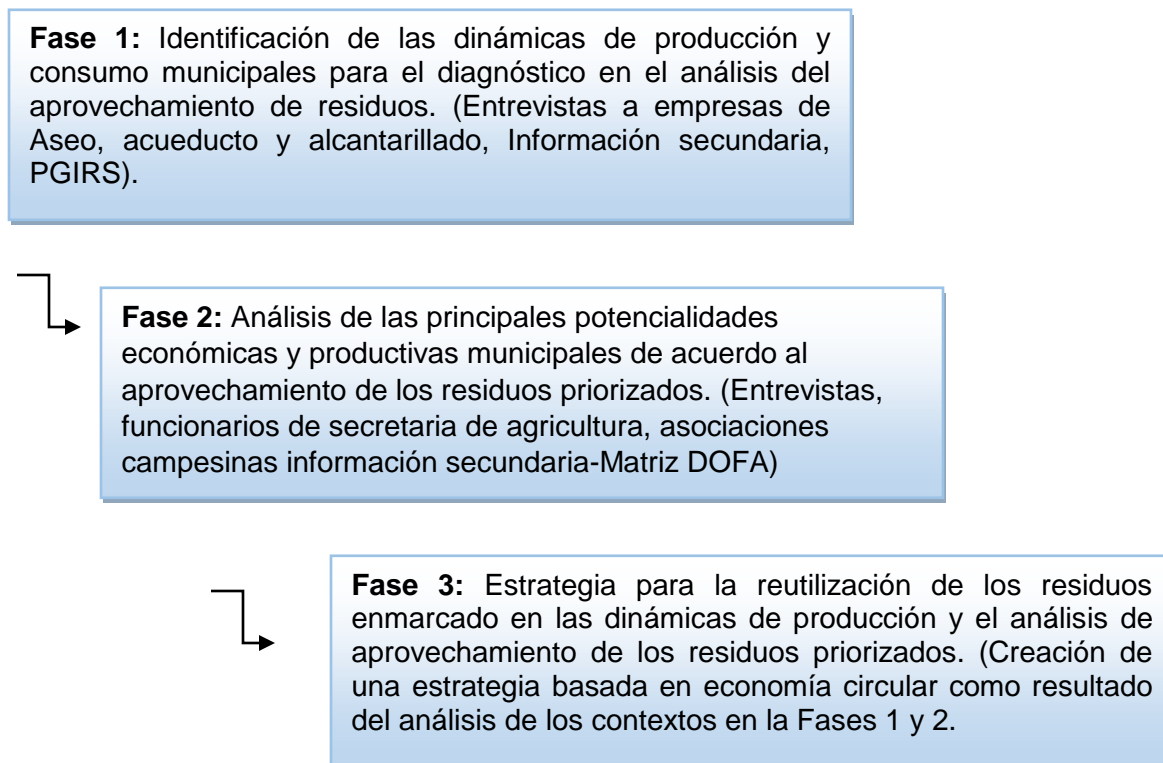 Fase 1: Identificación de las dinámicas de producción y
consumo municipales para el diagnóstico en el análisis del
aprovechamiento de residuos. (Entrevistas a empresas de
Aseo, acueducto y alcantarillado, Información secundaria,
PGIRS).
Fase 2: Análisis de las principales potencialidades
económicas y productivas municipales de acuerdo al
aprovechamiento de los residuos priorizados. (Entrevistas,
funcionarios de secretaria de agricultura, asociaciones
campesinas información secundaria-Matriz DOFA)
Fase 3: Estrategia para la reutilización de los residuos
enmarcado en las dinámicas de producción y el análisis de
aprovechamiento de los residuos priorizados. (Creación de
una estrategia basada en economía circular como resultado
del análisis de los contextos en la Fases 1 y 2.